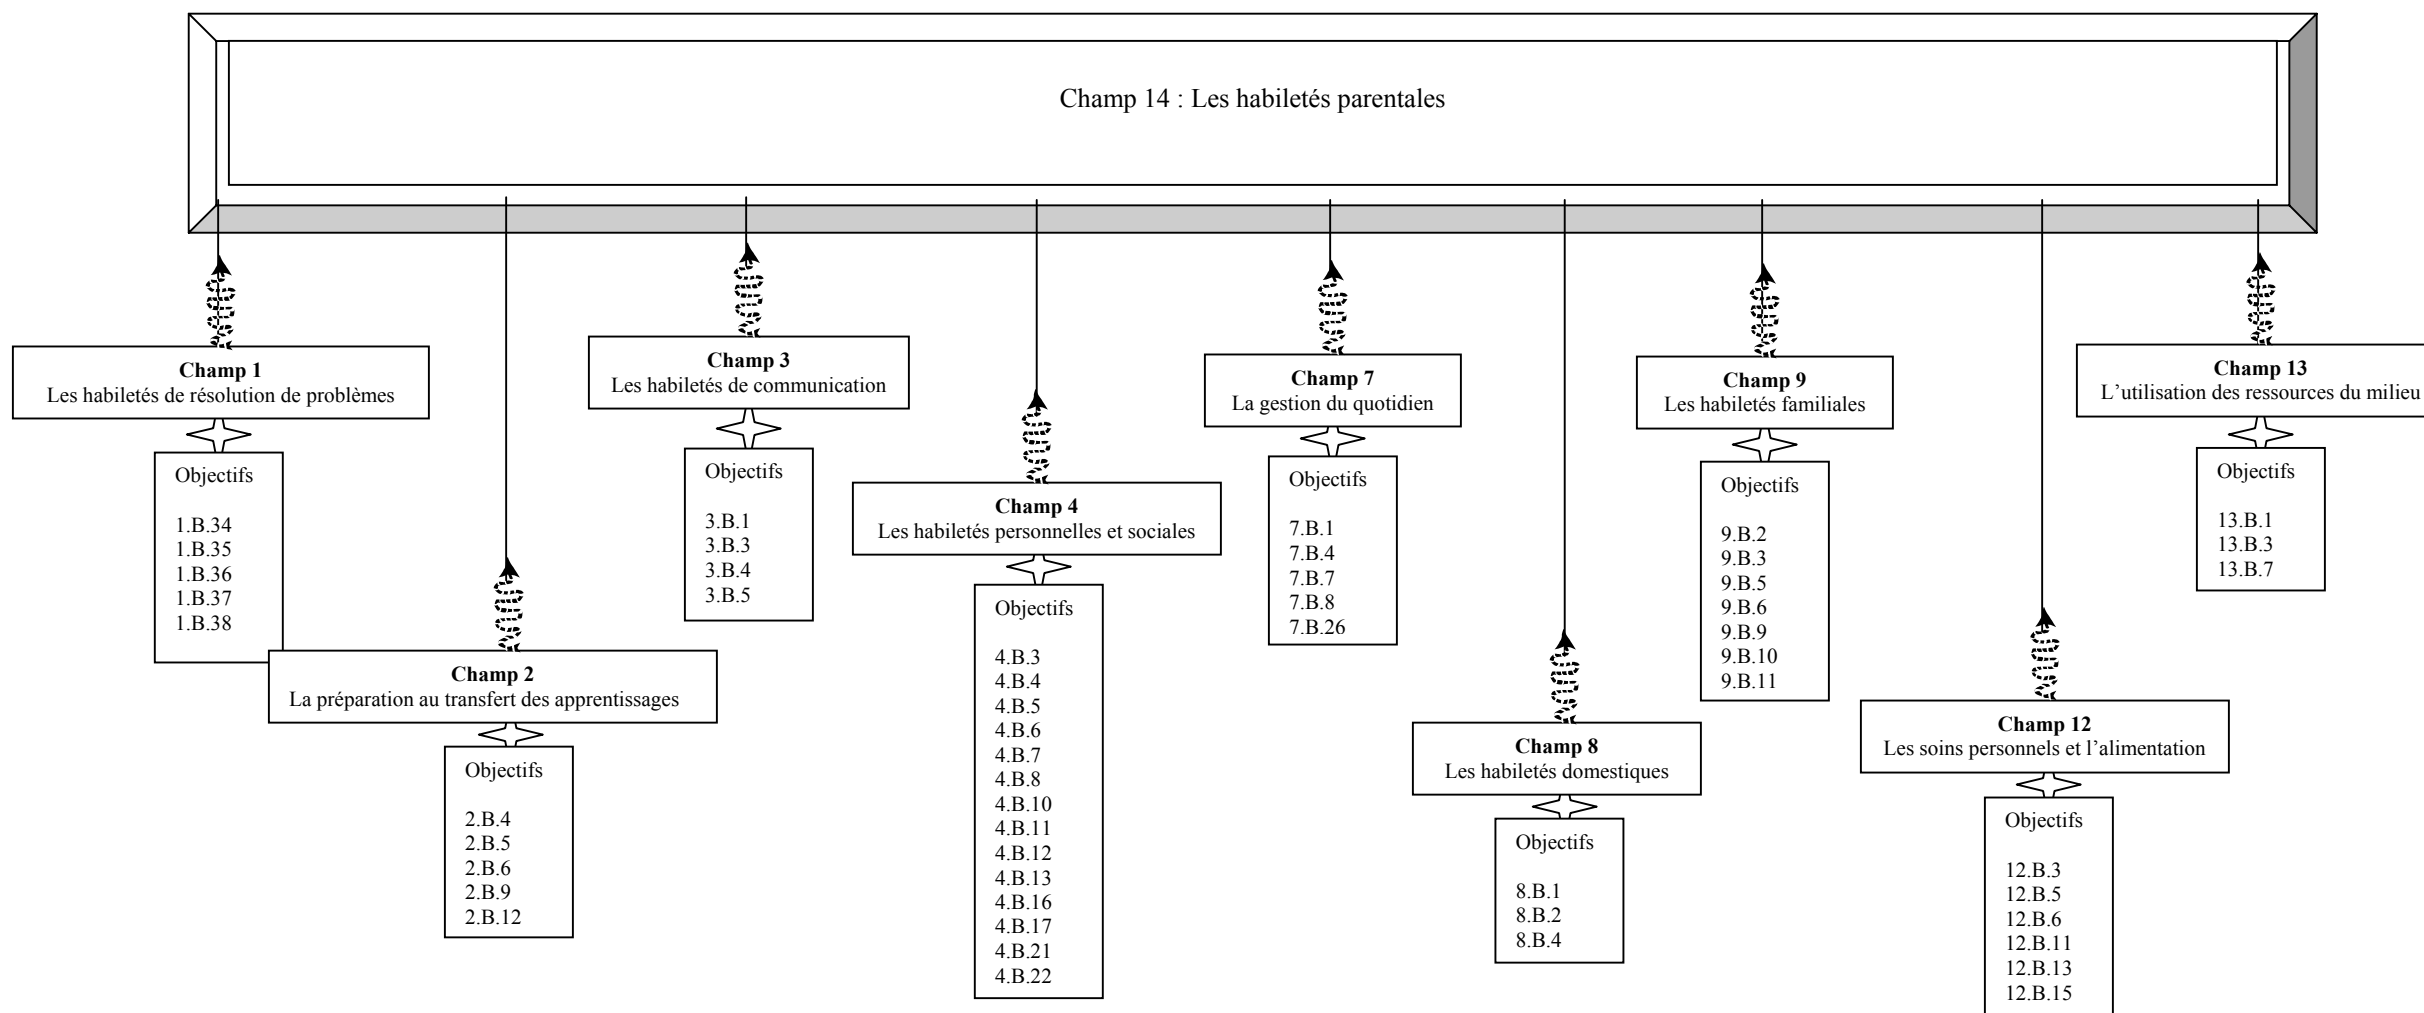 Champ 14 : Les habiletés parentales
Champ 1
Les habiletés de résolution de problèmes
Objectifs
1.B.34
1.B.35
1.B.36
1.B.37
1.B.38
Champ 2
La préparation au transfert des apprentissages
Objectifs
2.B.4
2.B.5
2.B.6
2.B.9
2.B.12
Champ 3
Les habiletés de communication
Objectifs
3.B.1
3.B.3
3.B.4
3.B.5
Champ 4
Les habiletés personnelles et sociales
Objectifs
4.B.3
4.B.4
4.B.5
4.B.6
4.B.7
4.B.8
4.B.10
4.B.11
4.B.12
4.B.13
4.B.16
4.B.17
4.B.21
4.B.22
Champ 7
La gestion du quotidien
Objectifs
7.B.1
7.B.4
7.B.7
7.B.8
7.B.26
Champ 8
Les habiletés domestiques
Objectifs
8.B.1
8.B.2
8.B.4
Champ 9
Les habiletés familiales
Objectifs
9.B.2
9.B.3
9.B.5
9.B.6
9.B.9
9.B.10
9.B.11
Champ 12
Les soins personnels et l’alimentation
Objectifs
12.B.3
12.B.5
12.B.6
12.B.11
12.B.13
12.B.15
Champ 13
L’utilisation des ressources du milieu
Objectifs
13.B.1
13.B.3
13.B.7